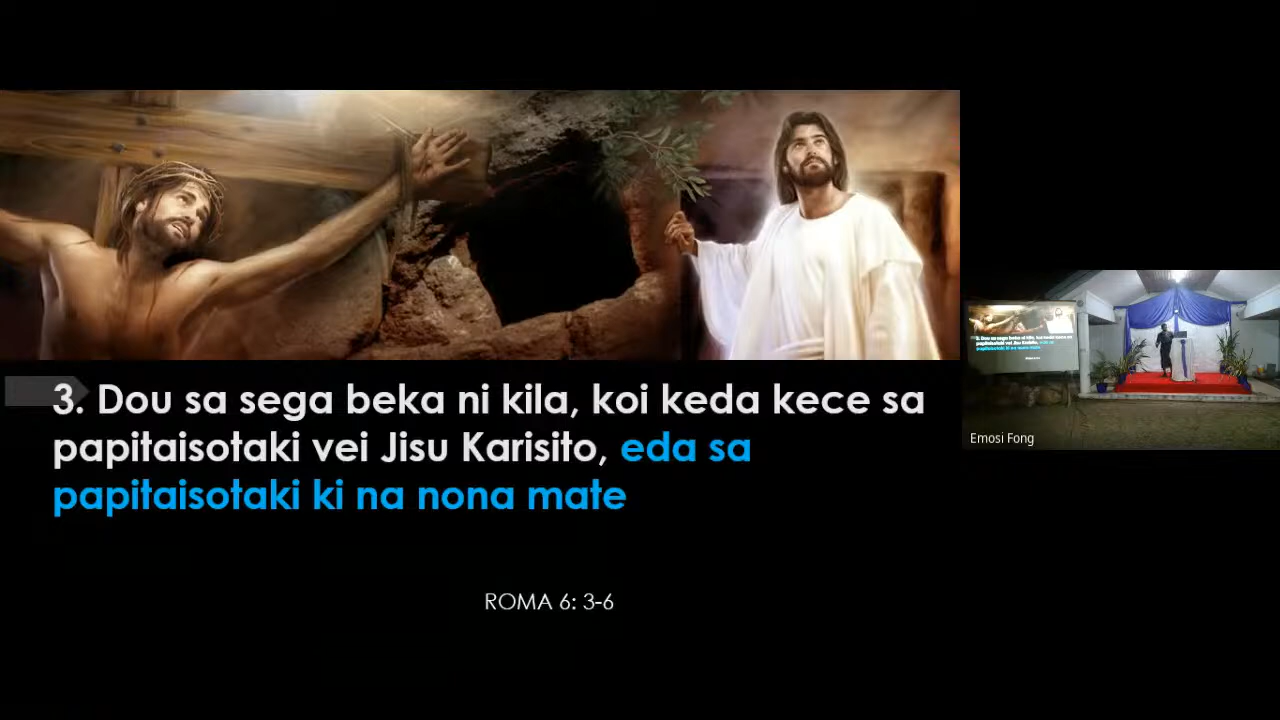 3. Dou sa sega beka ni kila, koi keda kece sa
papitaisotaki vei Jisu Karisito, eda sa
papitaisotaki ki na nona mate
ROMA 6: 3-6
Emosi Fong